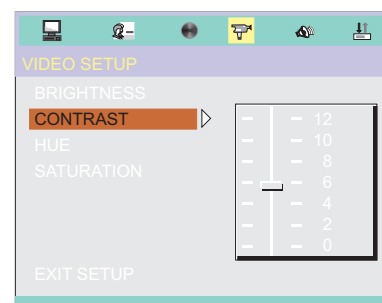 VIDEO SETUP
BRIGHTNESS
CONTRAST
HUE
SATURATION
12
10
8
6
4
2
0
EXIT SETUP